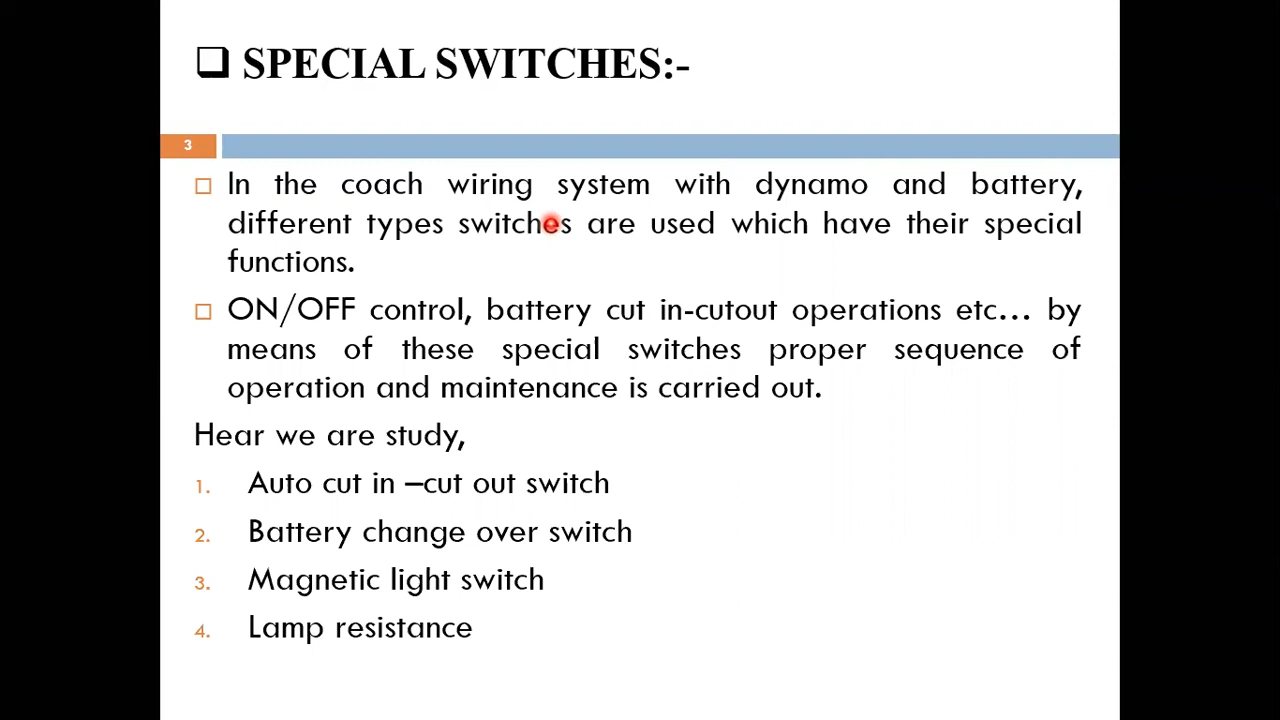 ❑ SPECIAL SWITCHES:-
3
□ In the coach wiring system with dynamo and battery,
different types switches are used which have their special
functions.
□ ON/OFF control, battery cut in-cutout operations etc... by
means of these special switches proper sequence of
operation and maintenance is carried out.
Hear we are study,
1. Auto cut in –cut out switch
2. Battery change over switch
3. Magnetic light switch
4. Lamp resistance